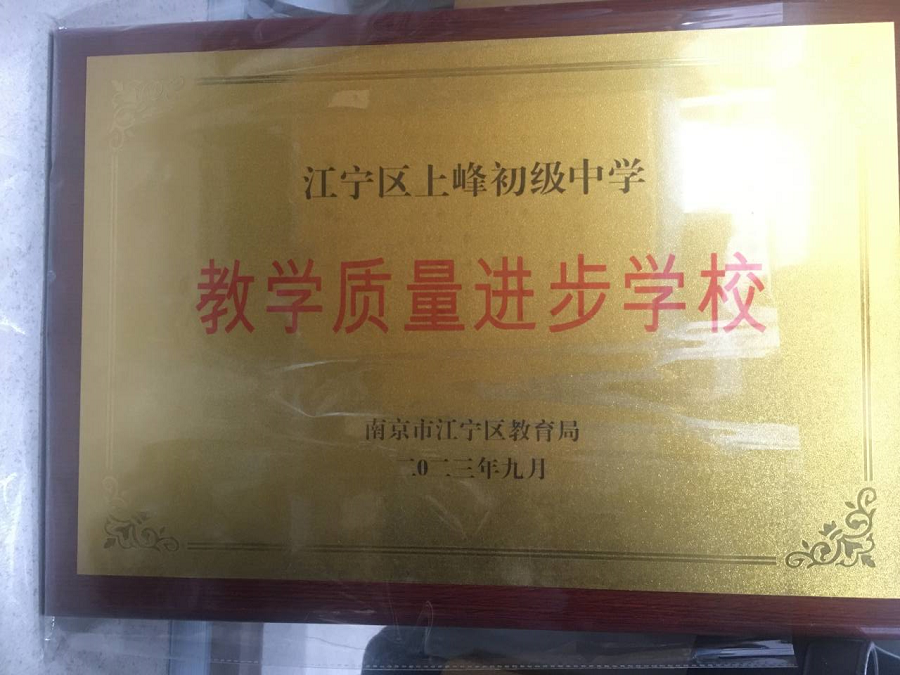 江宁区上峰初级中学
教学质量进步学校
南京市江宁区教育局
二0二三年九月